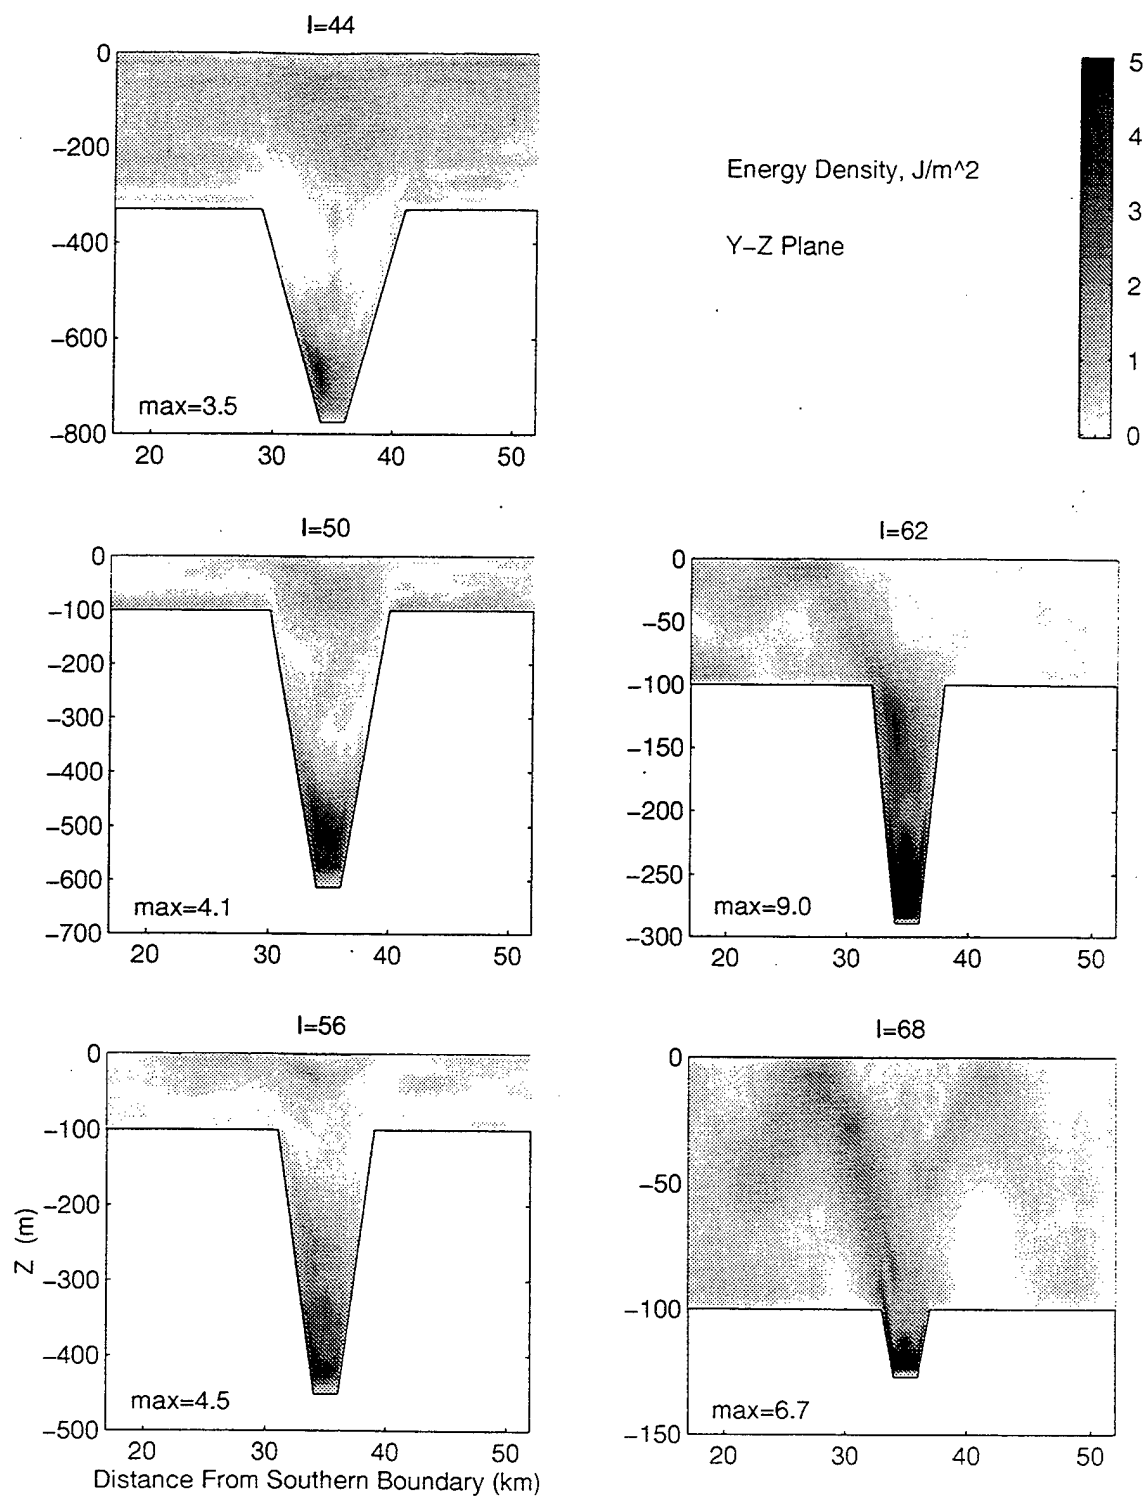 I=44
0
−200
−400
−600
−800
max=3.5
20 30 40 50
Energy Density, J/m^2
Y−Z Plane
5
4
3
2
1
0
I=50
0
−100
−200
−300
−400
−500
−600
−700
max=4.1
20 30 40 50
I=62
0
−50
−100
−150
−200
−250
−300
max=9.0
20 30 40 50
I=56
0
−100
−200
−300
−400
−500
Z (m)
max=4.5
20 30 40 50
Distance From Southern Boundary (km)
I=68
0
−50
−100
−150
max=6.7
20 30 40 50